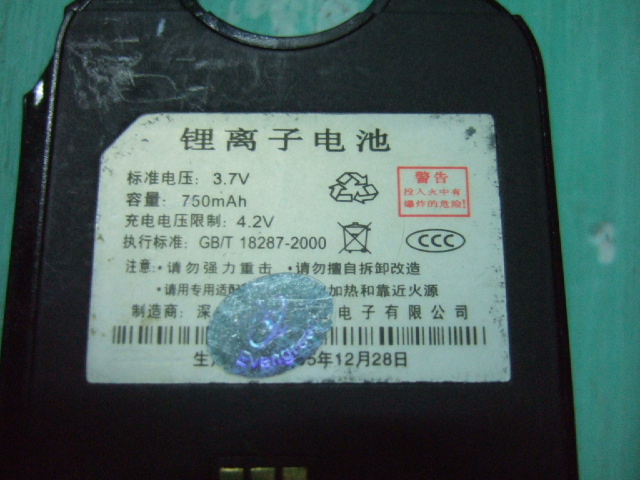 锂离子电池
标准电压: 3.7V
容量: 750mAh
充电电压限制: 4.2V
执行标准: GB/T 18287-2000
警告
投入火中有
爆炸的危险!
CCC
注意:·请勿强力重击 ·请勿擅自拆卸改造
·请用专用适配 加热和靠近火源
制造商: 深 电子有限公司
生 5年12月28日